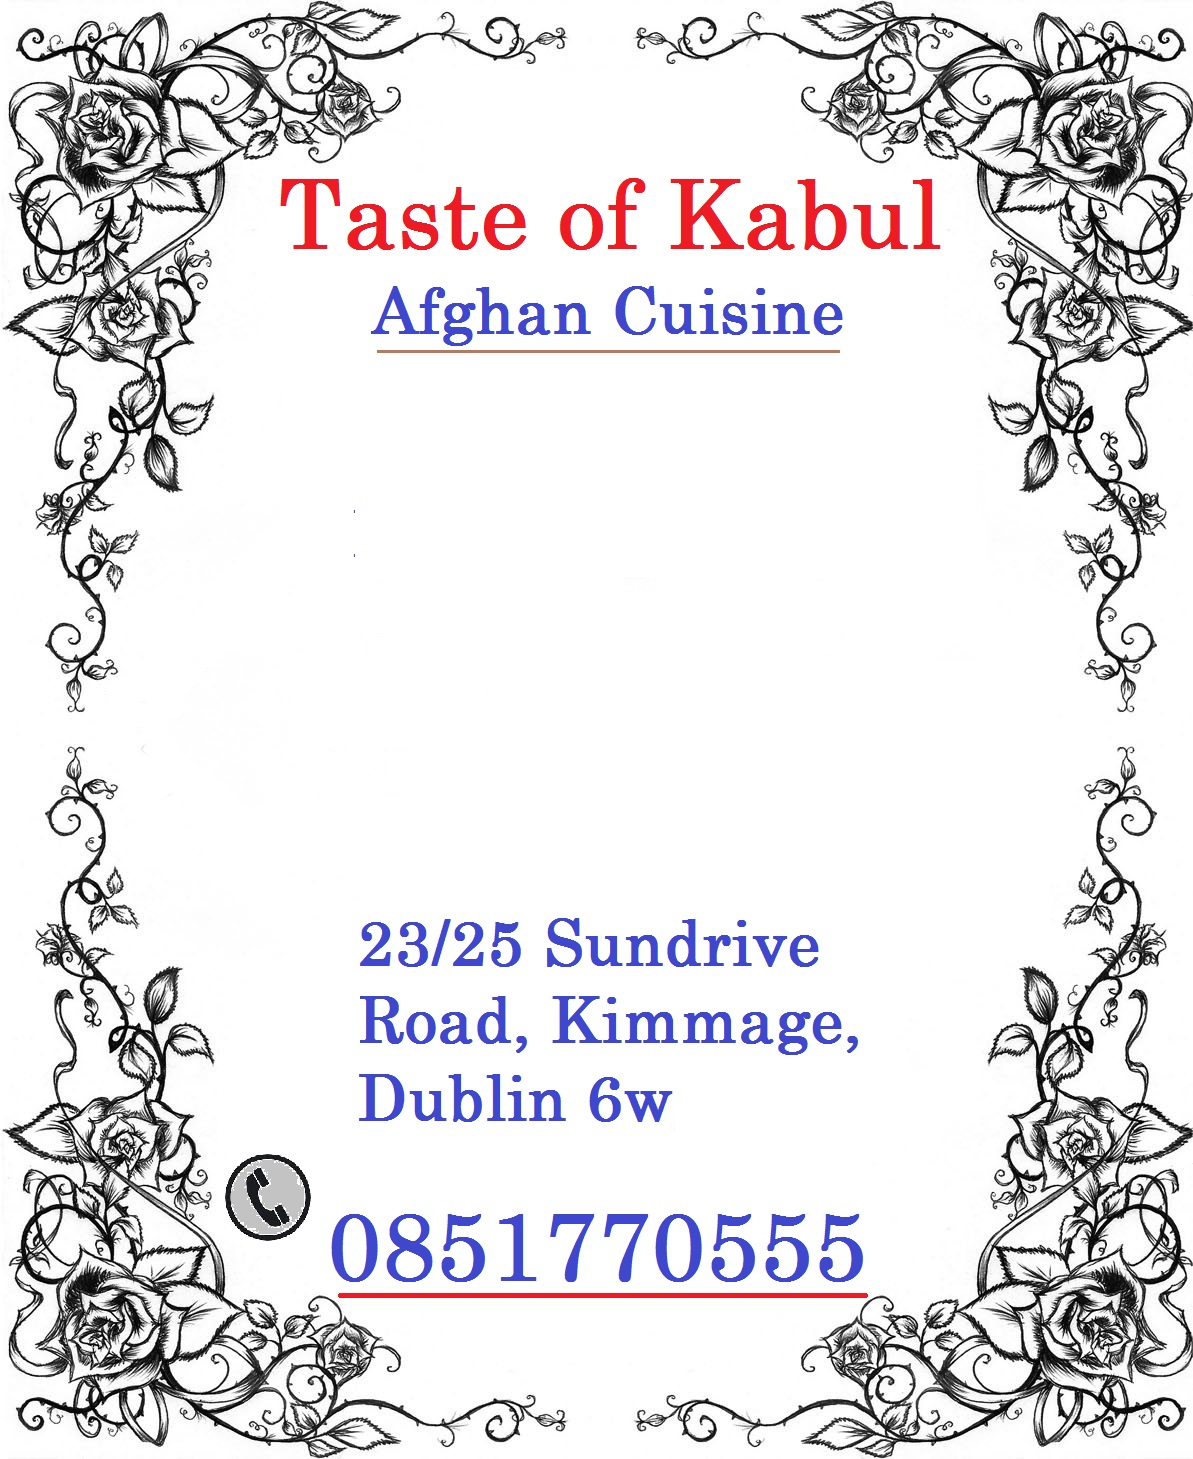 Taste of Kabul
Afghan Cuisine
23/25 Sundrive
Road, Kimmage,
Dublin 6w
0851770555